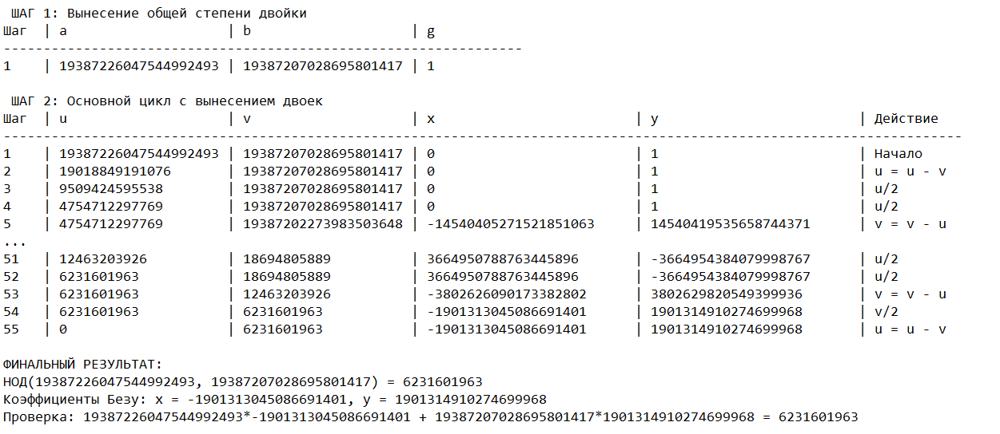 ШАГ 1: Вынесение общей степени двойки
Шаг | a | b | g
-----------------------------------------------------------------
1 | 19387226047544992493 | 19387207028695801417 | 1
ШАГ 2: Основной цикл с вынесением двоек
Шаг | u | v | x | y | Действие
------------------------------------------------------------------------------------------------------------------------
1 | 19387226047544992493 | 19387207028695801417 | 0 | 1 | Начало
2 | 19018849191076 | 19387207028695801417 | 0 | 1 | u = u - v
3 | 9509424595538 | 19387207028695801417 | 0 | 1 | u/2
4 | 4754712297769 | 19387207028695801417 | 0 | 1 | u/2
5 | 4754712297769 | 19387202273983503648 | -14540405271521851063 | 14540419535658744371 | v = v - u
...
51 | 12463203926 | 18694805889 | 3664950788763445896 | -3664954384079998767 | u/2
52 | 6231601963 | 18694805889 | 3664950788763445896 | -3664954384079998767 | u/2
53 | 6231601963 | 12463203926 | -3802626090173382802 | 3802629820549399936 | v = v - u
54 | 6231601963 | 6231601963 | -1901313045086691401 | 1901314910274699968 | v/2
55 | 0 | 6231601963 | -1901313045086691401 | 1901314910274699968 | u = u - v
ФИНАЛЬНЫЙ РЕЗУЛЬТАТ:
НОД(19387226047544992493, 19387207028695801417) = 6231601963
Коэффициенты Безу: x = -1901313045086691401, y = 1901314910274699968
Проверка: 19387226047544992493*-1901313045086691401 + 19387207028695801417*1901314910274699968 = 6231601963